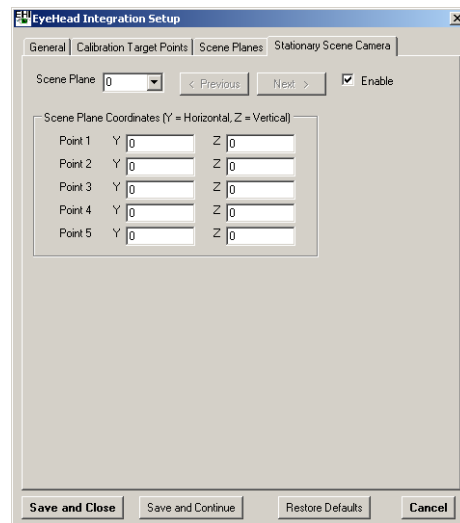 EyeHead Integration Setup
General Calibration Target Points Scene Planes Stationary Scene Camera
Scene Plane 0 < Previous Next > Enable
Scene Plane Coordinates (Y = Horizontal, Z = Vertical)
Point 1 Y 0 Z 0
Point 2 Y 0 Z 0
Point 3 Y 0 Z 0
Point 4 Y 0 Z 0
Point 5 Y 0 Z 0
Save and Close Save and Continue Restore Defaults Cancel